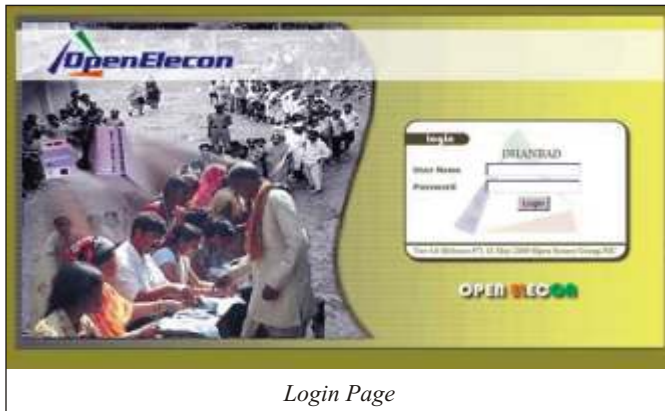 OpenElecon
login
DHANBAD
User Name
Password
Login
OPEN ELECON
Login Page